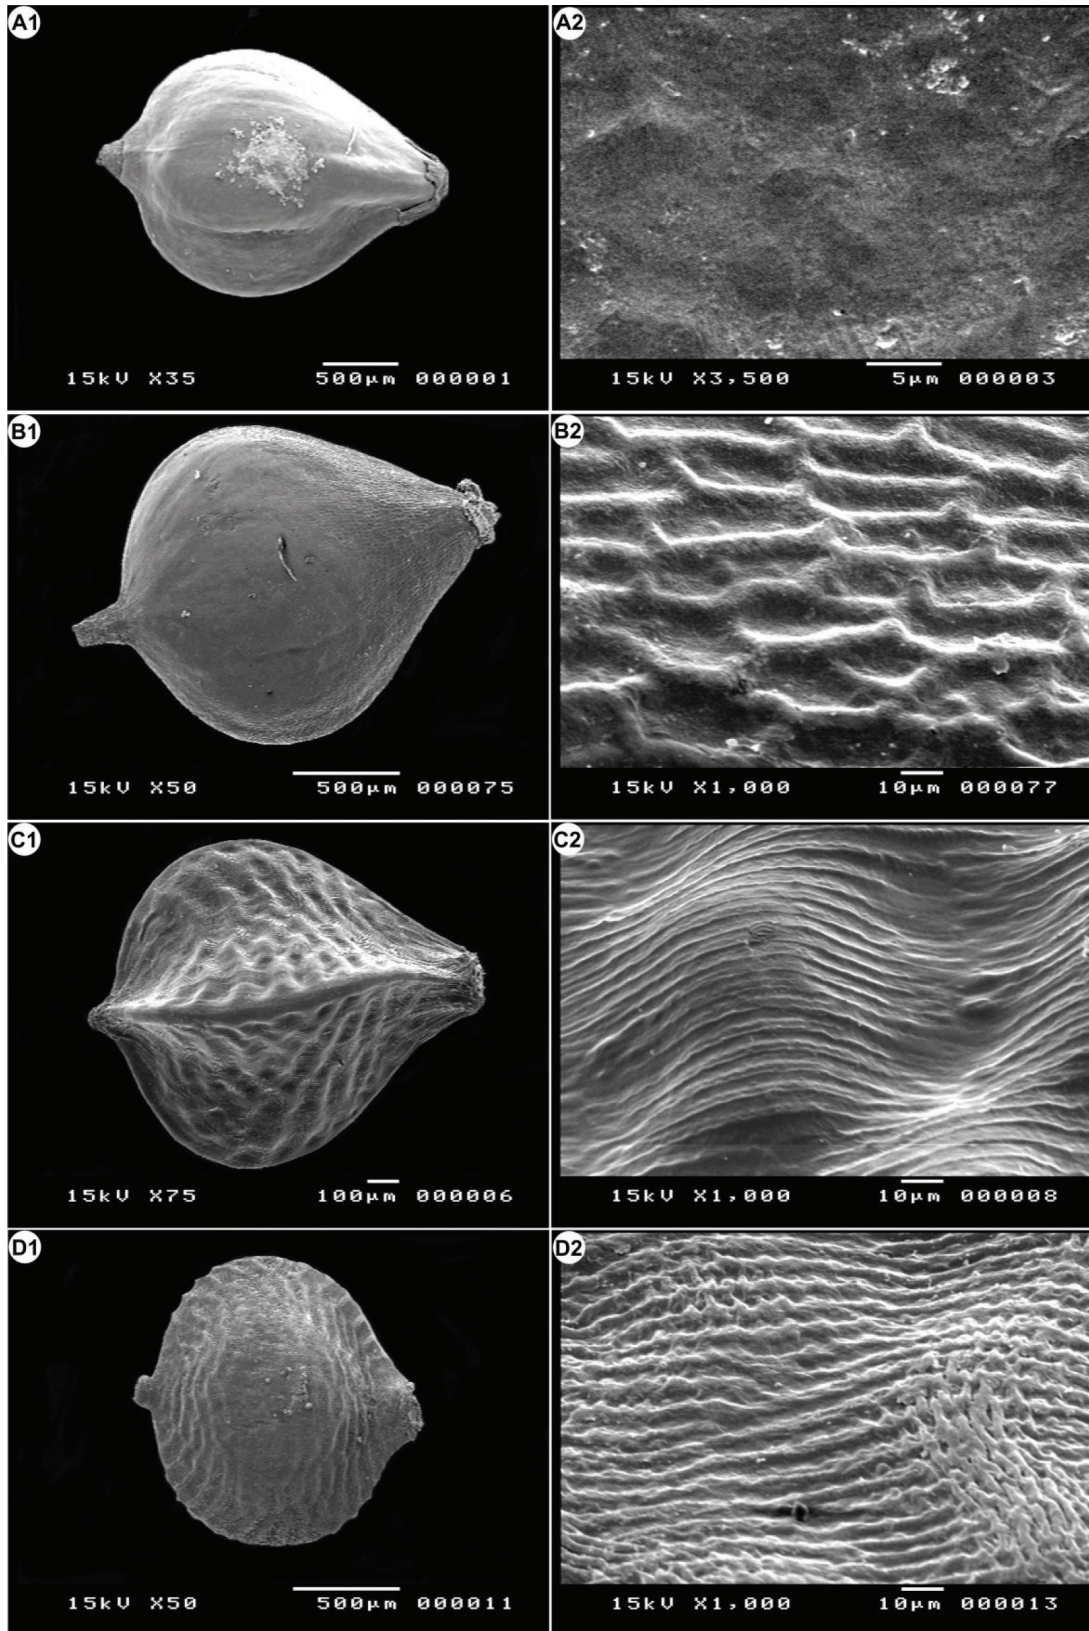 A1
15kV X35 500μm 000001
A2
15kV X3,500 5μm 000003
B1
15kV X50 500μm 000075
B2
15kV X1,000 10μm 000077
C1
15kV X75 100μm 000006
C2
15kV X1,000 10μm 000008
D1
15kV X50 500μm 000011
D2
15kV X1,000 10μm 000013